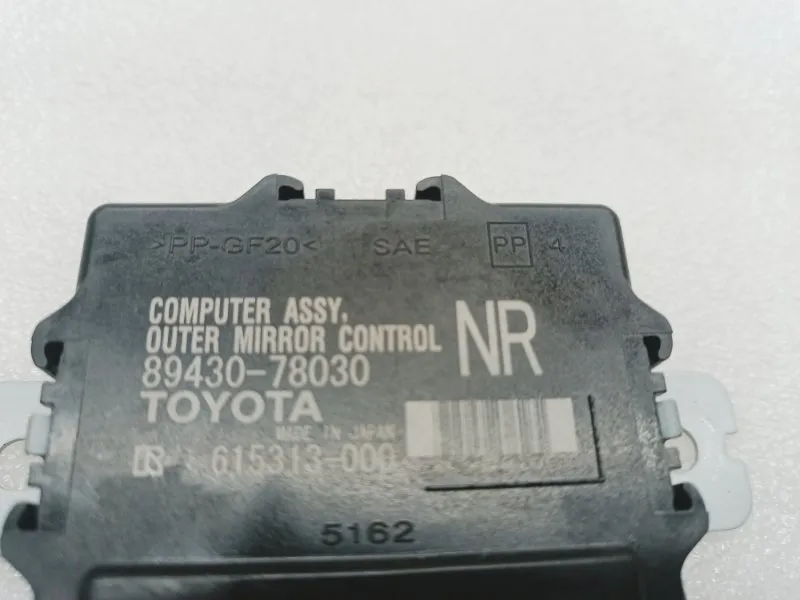 >PP-GF20< SAE PP 4
COMPUTER ASSY,
OUTER MIRROR CONTROL
NR
89430-78030
TOYOTA
MADE IN JAPAN
615313-000
5162